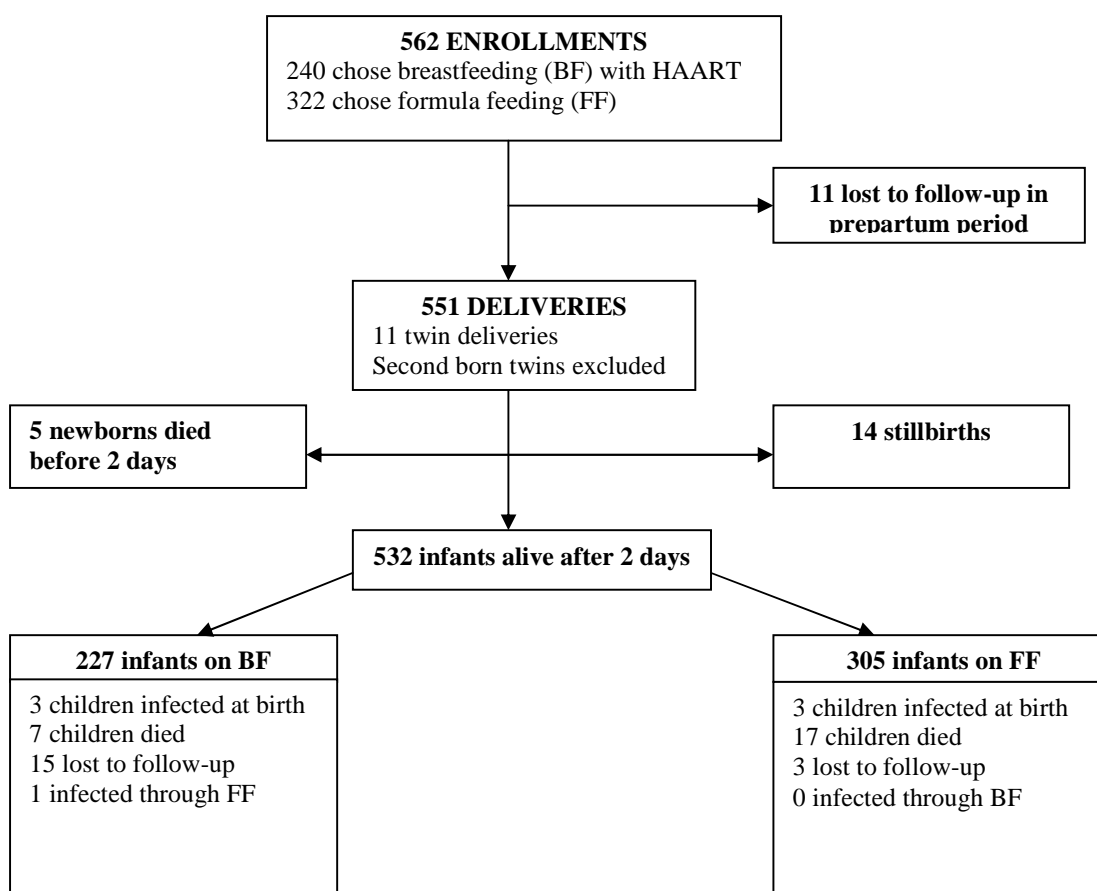 562 ENROLLMENTS
240 chose breastfeeding (BF) with HAART
322 chose formula feeding (FF)
11 lost to follow-up in
prepartum period
551 DELIVERIES
11 twin deliveries
Second born twins excluded
5 newborns died
before 2 days
14 stillbirths
532 infants alive after 2 days
227 infants on BF
3 children infected at birth
7 children died
15 lost to follow-up
1 infected through FF
305 infants on FF
3 children infected at birth
17 children died
3 lost to follow-up
0 infected through BF